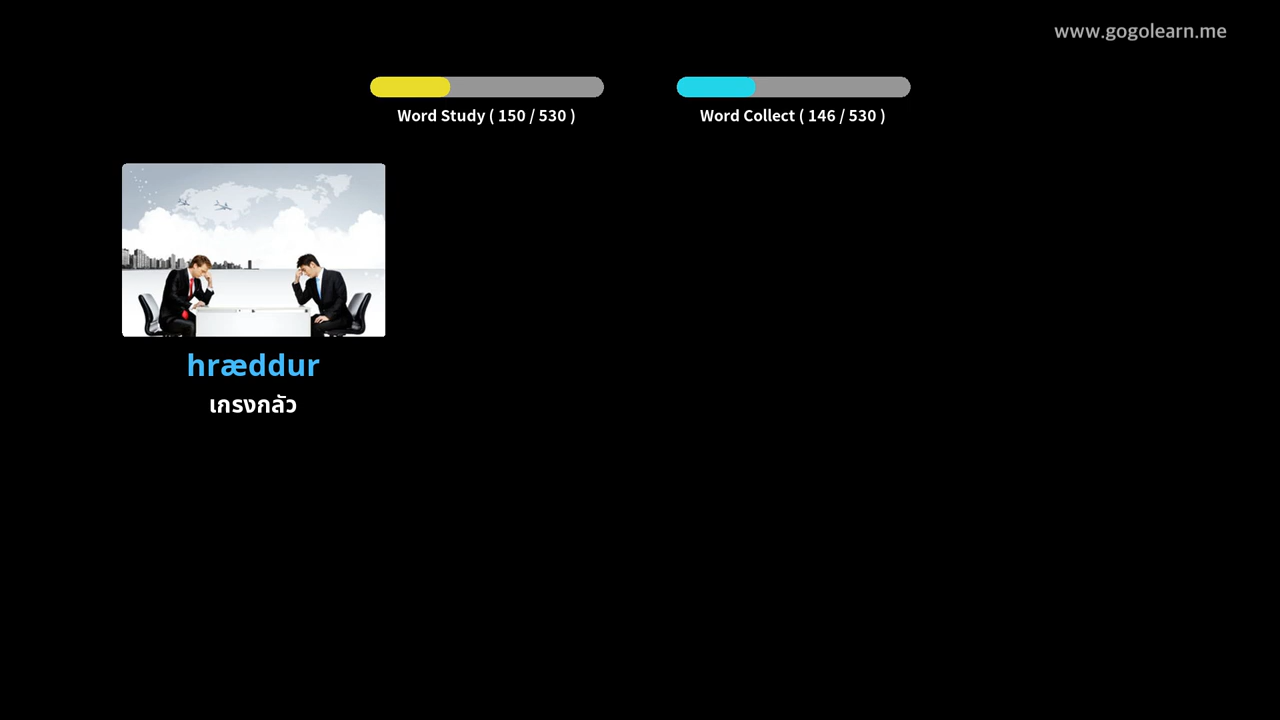 www.gogolearn.me
Word Study ( 150 / 530 )
Word Collect ( 146 / 530 )
hræddur
เกรงกลัว